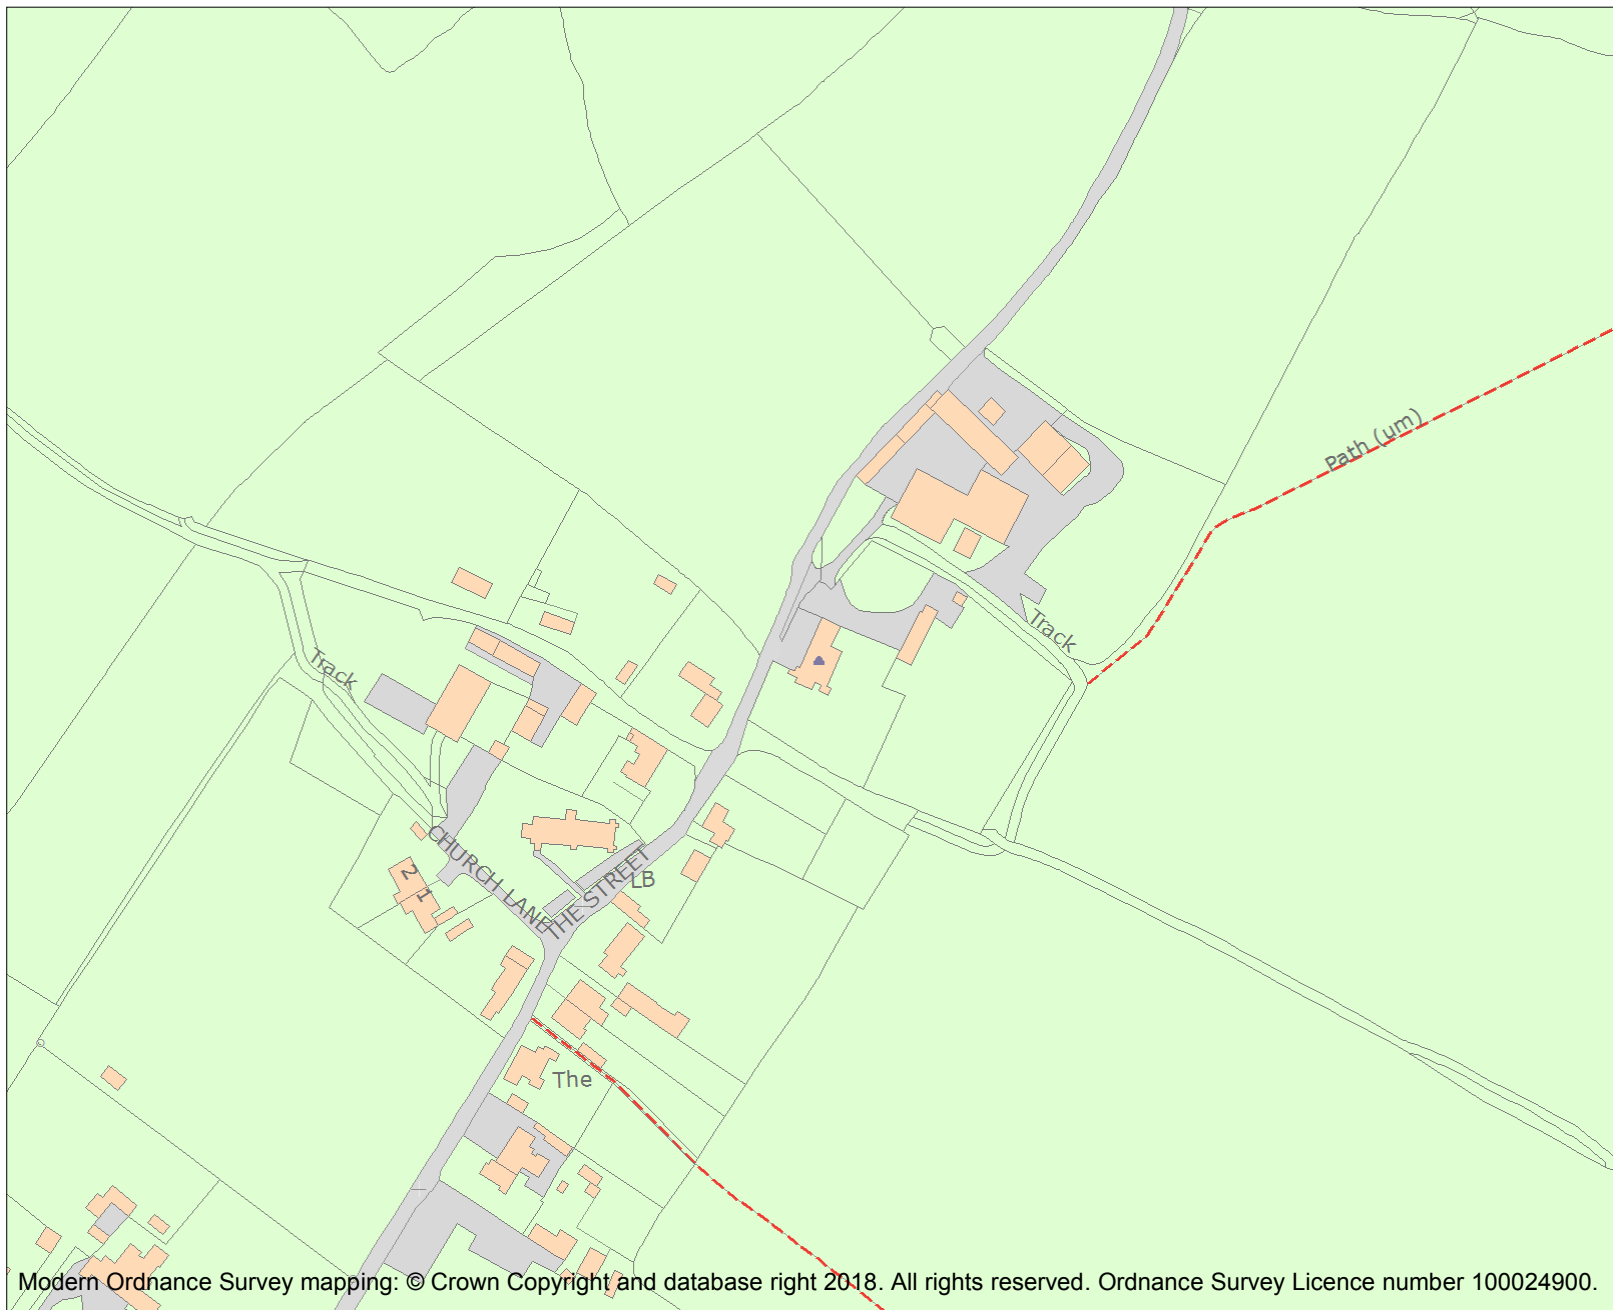 Path (um)
Track
Track
CHURCH LANE
THE STREET
LB
2
1
The
Modern Ordnance Survey mapping: © Crown Copyright and database right 2018. All rights reserved. Ordnance Survey Licence number 100024900.